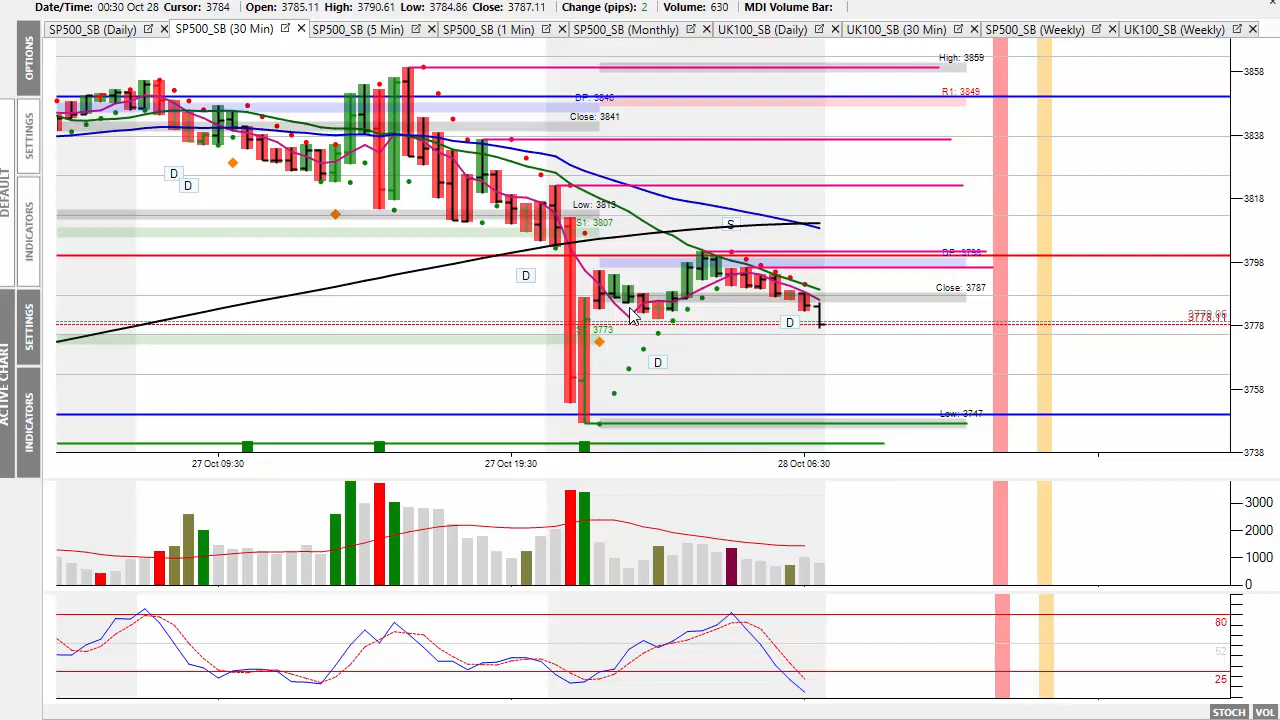 Date/Time: 00:30 Oct 28 Cursor: 3784 Open: 3785.11 High: 3790.61 Low: 3784.86 Close: 3787.11 Change (pips): 2 Volume: 630 MDI Volume Bar:
SP500_SB (Daily) SP500_SB (30 Min) SP500_SB (5 Min) SP500_SB (1 Min) SP500_SB (Monthly) UK100_SB (Daily) UK100_SB (30 Min) SP500_SB (Weekly) UK100_SB (Weekly)
OPTIONS
SETTINGS
INDICATORS
DEFAULT
SETTINGS
INDICATORS
ACTIVE CHART
High: 3859
R1: 3849
DP: 3846
Close: 3841
D
D
Low: 3813
S1: 3807
S
D
Close: 3787
D
D
3773
Low: 3747
3858
3838
3818
3798
3778.11
3778
3758
3738
27 Oct 09:30
27 Oct 19:30
28 Oct 06:30
3000
2000
1000
0
80
52
25
STOCH VOL